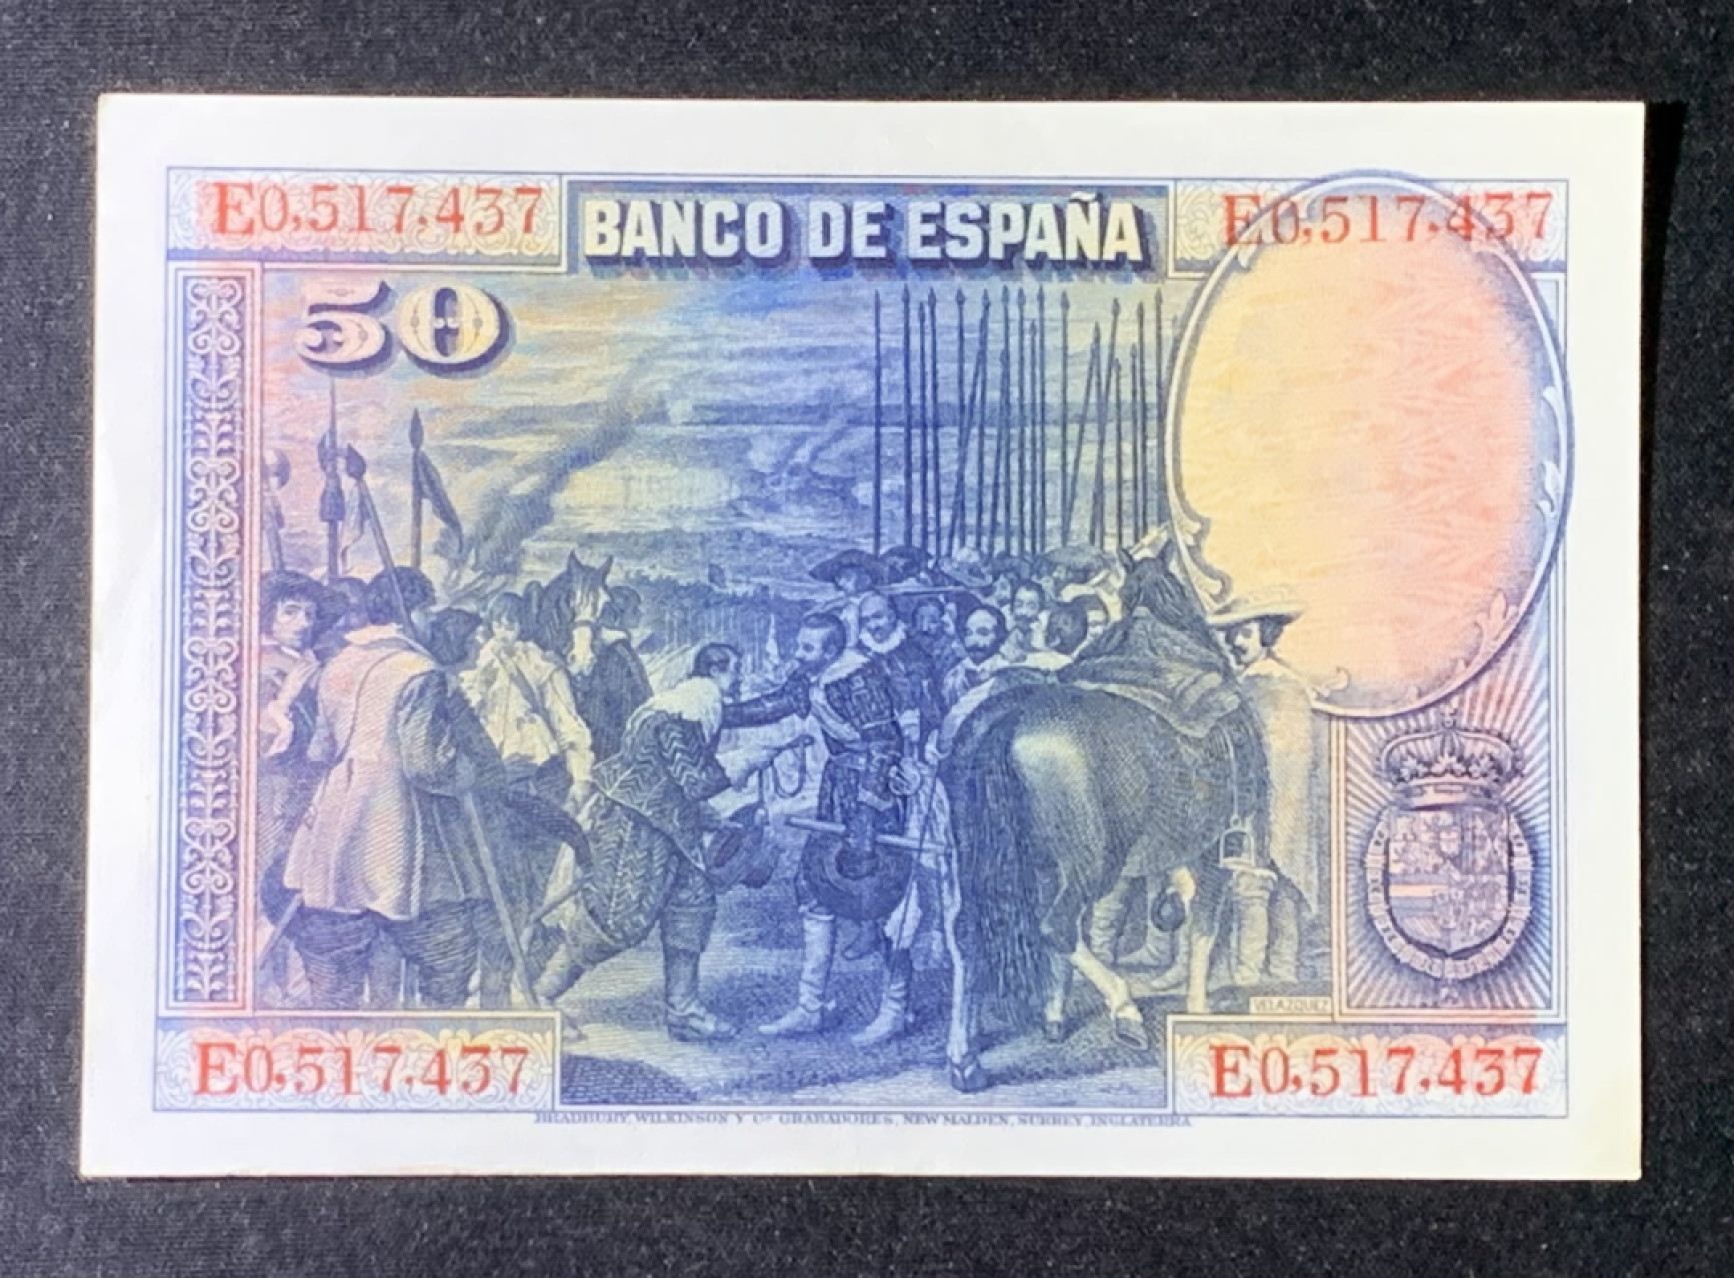 E0,517,437
BANCO DE ESPAÑA
E0,517,437
50
VELAZQUEZ
E0,517,437
E0,517,437
BRADBURY, WILKINSON Y Cª GRABADORES, NEW MALDEN, SURREY, INGLATERRA